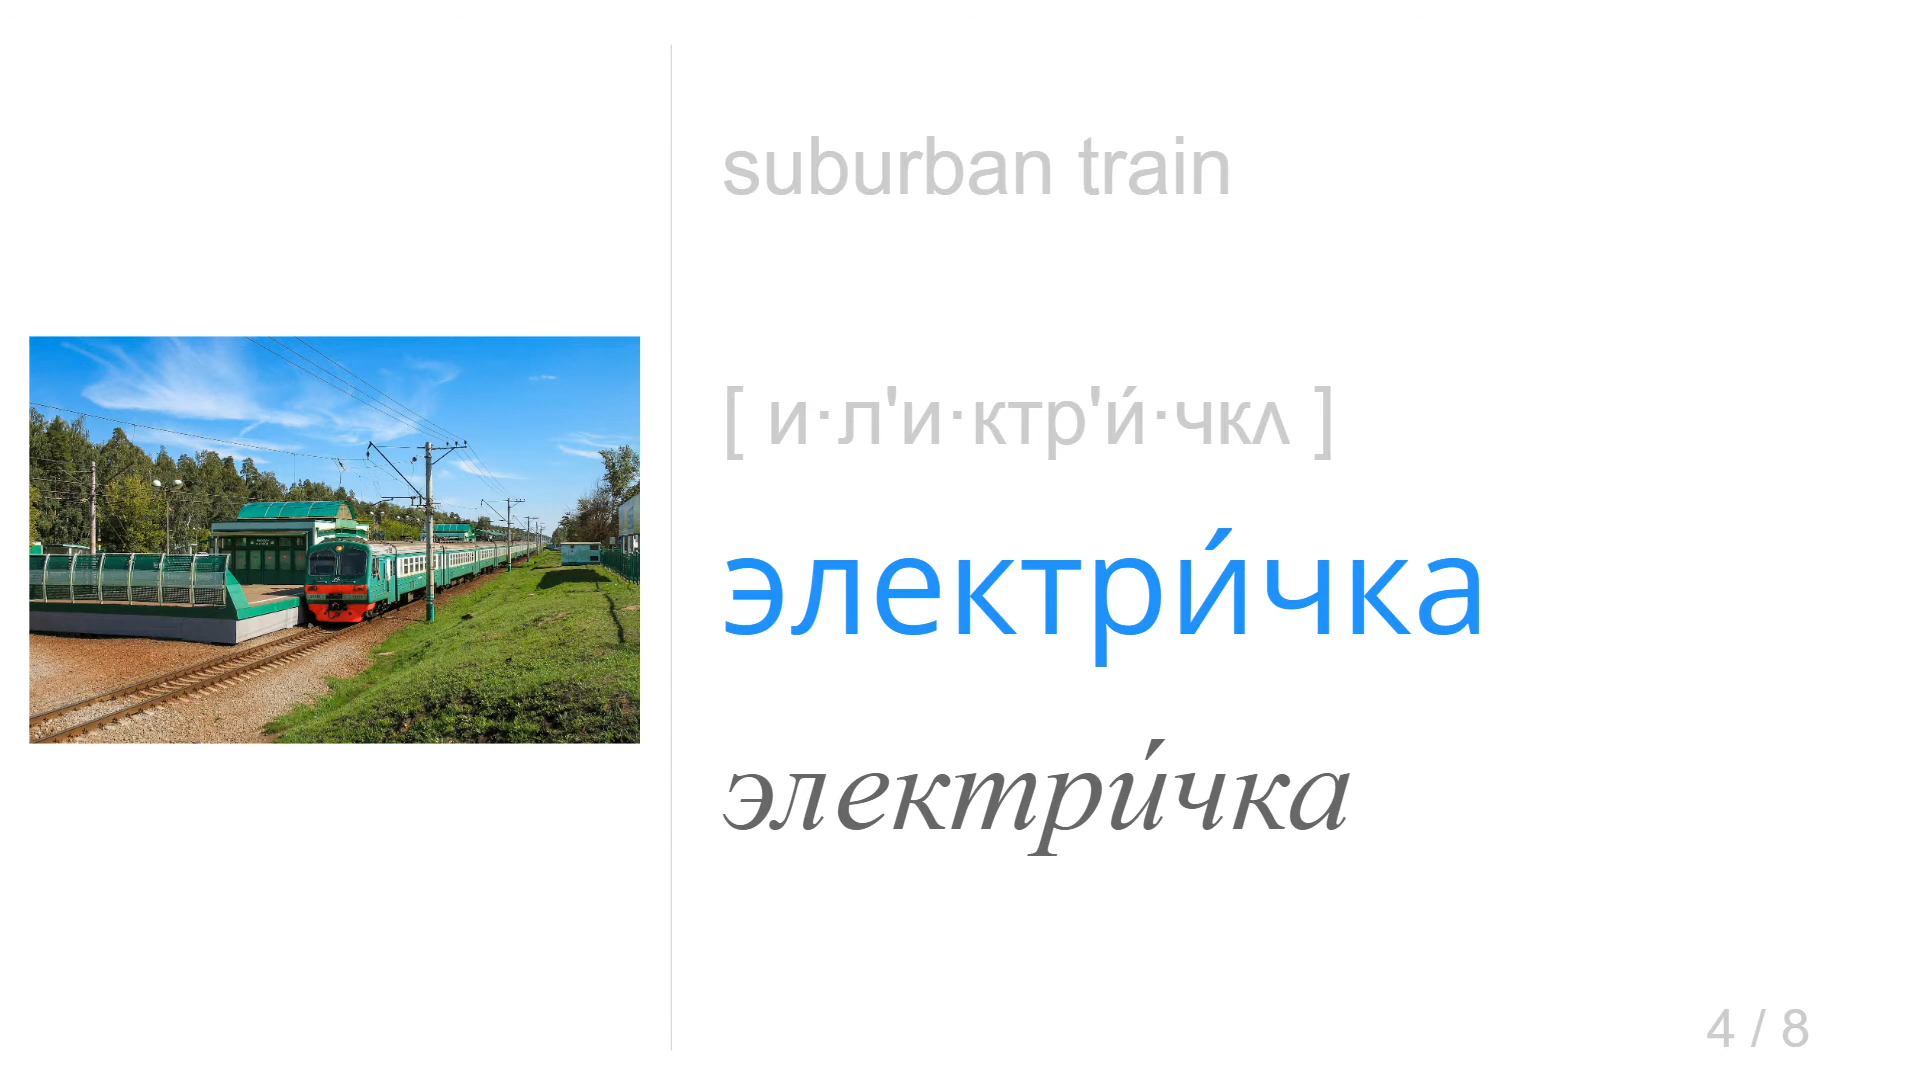 suburban train
[ и·л'и·ктр'и́·чкʌ ]
электри́чка
электри́чка
4 / 8